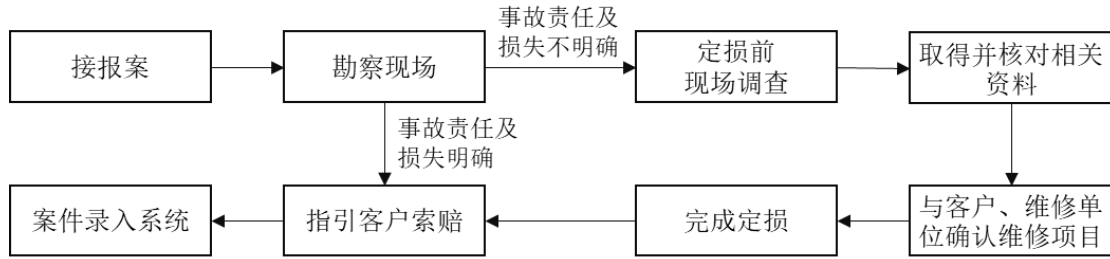 事故责任及
损失不明确
接报案
勘察现场
定损前
现场调查
取得并核对相关
资料
事故责任及
损失明确
案件录入系统
指引客户索赔
完成定损
与客户、维修单
位确认维修项目